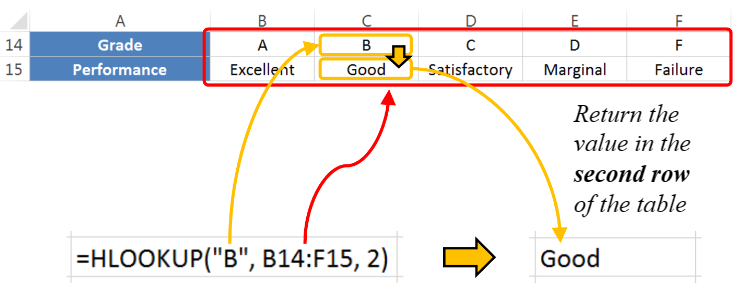 A B C D E F
14 Grade A B C D F
15 Performance Excellent Good Satisfactory Marginal Failure
Return the
value in the
second row
of the table
=HLOOKUP("B", B14:F15, 2)
Good